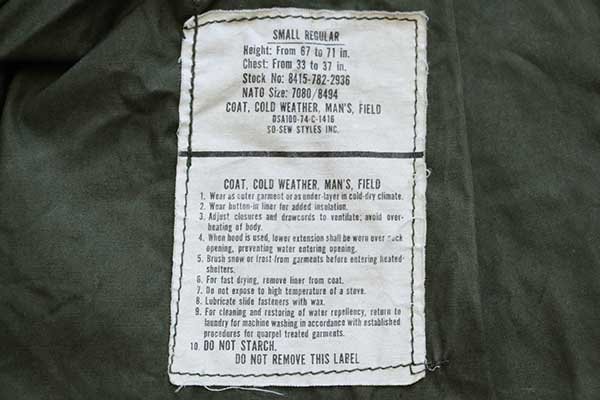 SMALL REGULAR
Height: From 67 to 71 in.
Chest: From 33 to 37 in.
Stock No: 8415-782-2936
NATO Size: 7080/8494
COAT, COLD WEATHER, MAN'S, FIELD
DSA100-74-C-1416
SO-SEW STYLES INC.
COAT, COLD WEATHER, MAN'S, FIELD
1. Wear as outer garment or as under-layer in cold-dry climate.
2. Wear button-in liner for added insulation.
3. Adjust closures and drawcords to ventilate; avoid over-
heating of body.
4. When hood is used, lower extension shall be worn over
opening, preventing water entering opening.
5. Brush snow or frost from garments before entering heated
shelters.
6. For fast drying, remove liner from coat.
7. Do not expose to high temperature of a stove.
8. Lubricate slide fasteners with wax.
9. For cleaning and restoring of water repellency, return to
laundry for machine washing in accordance with established
procedures for quarpel treated garments.
10. DO NOT STARCH.
DO NOT REMOVE THIS LABEL